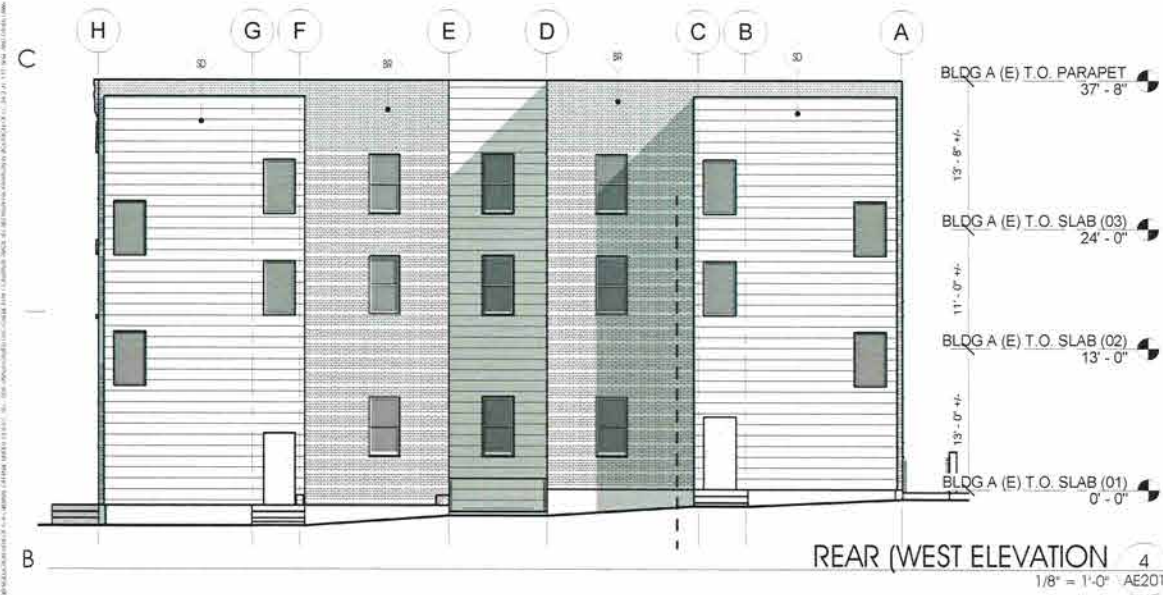 H G F E D C B A
C
SD BR BR SD
BLDG A (E) T.O. PARAPET
37' - 8"
13' - 8" +/-
BLDG A (E) T.O. SLAB (03)
24' - 0"
11' - 0" +/-
BLDG A (E) T.O. SLAB (02)
13' - 0"
13' - 0" +/-
BLDG A (E) T.O. SLAB (01)
0' - 0"
B
REAR (WEST ELEVATION 4
1/8" = 1'-0" AE201